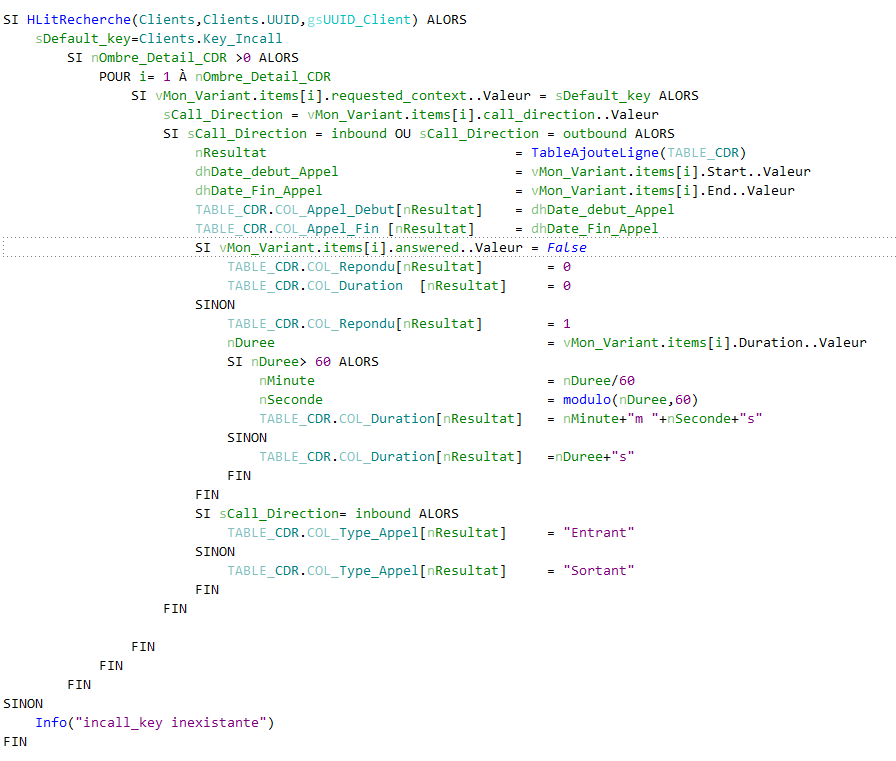 SI HLitRecherche(Clients,Clients.UUID,gsUUID_Client) ALORS
    sDefault_key=Clients.Key_Incall
        SI nOmbre_Detail_CDR >0 ALORS
            POUR i= 1 À nOmbre_Detail_CDR
                SI vMon_Variant.items[i].requested_context..Valeur = sDefault_key ALORS
                    sCall_Direction = vMon_Variant.items[i].call_direction..Valeur
                    SI sCall_Direction = inbound OU sCall_Direction = outbound ALORS
                        nResultat                               = TableAjouteLigne(TABLE_CDR)
                        dhDate_debut_Appel                      = vMon_Variant.items[i].Start..Valeur
                        dhDate_Fin_Appel                        = vMon_Variant.items[i].End..Valeur
                        TABLE_CDR.COL_Appel_Debut[nResultat]    = dhDate_debut_Appel
                        TABLE_CDR.COL_Appel_Fin [nResultat]     = dhDate_Fin_Appel
                        SI vMon_Variant.items[i].answered..Valeur = False
                            TABLE_CDR.COL_Repondu[nResultat]        = 0
                            TABLE_CDR.COL_Duration  [nResultat]     = 0
                        SINON
                            TABLE_CDR.COL_Repondu[nResultat]        = 1
                            nDuree                                  = vMon_Variant.items[i].Duration..Valeur
                            SI nDuree> 60 ALORS
                                nMinute                             = nDuree/60
                                nSeconde                            = modulo(nDuree,60)
                                TABLE_CDR.COL_Duration[nResultat]   = nMinute+"m "+nSeconde+"s"
                            SINON
                                TABLE_CDR.COL_Duration[nResultat]   =nDuree+"s"
                            FIN
                        FIN
                        SI sCall_Direction= inbound ALORS
                            TABLE_CDR.COL_Type_Appel[nResultat]     = "Entrant"
                        SINON
                            TABLE_CDR.COL_Type_Appel[nResultat]     = "Sortant"
                        FIN
                    FIN
                FIN
            FIN
        FIN
SINON
    Info("incall_key inexistante")
FIN